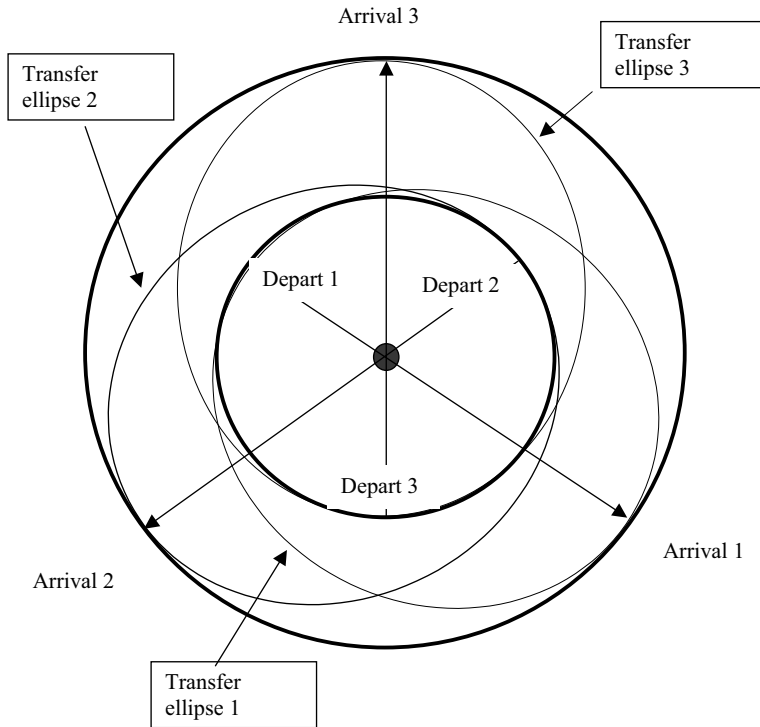 Arrival 3
Transfer
ellipse 3
Transfer
ellipse 2
Depart 1
Depart 2
Depart 3
Arrival 1
Arrival 2
Transfer
ellipse 1